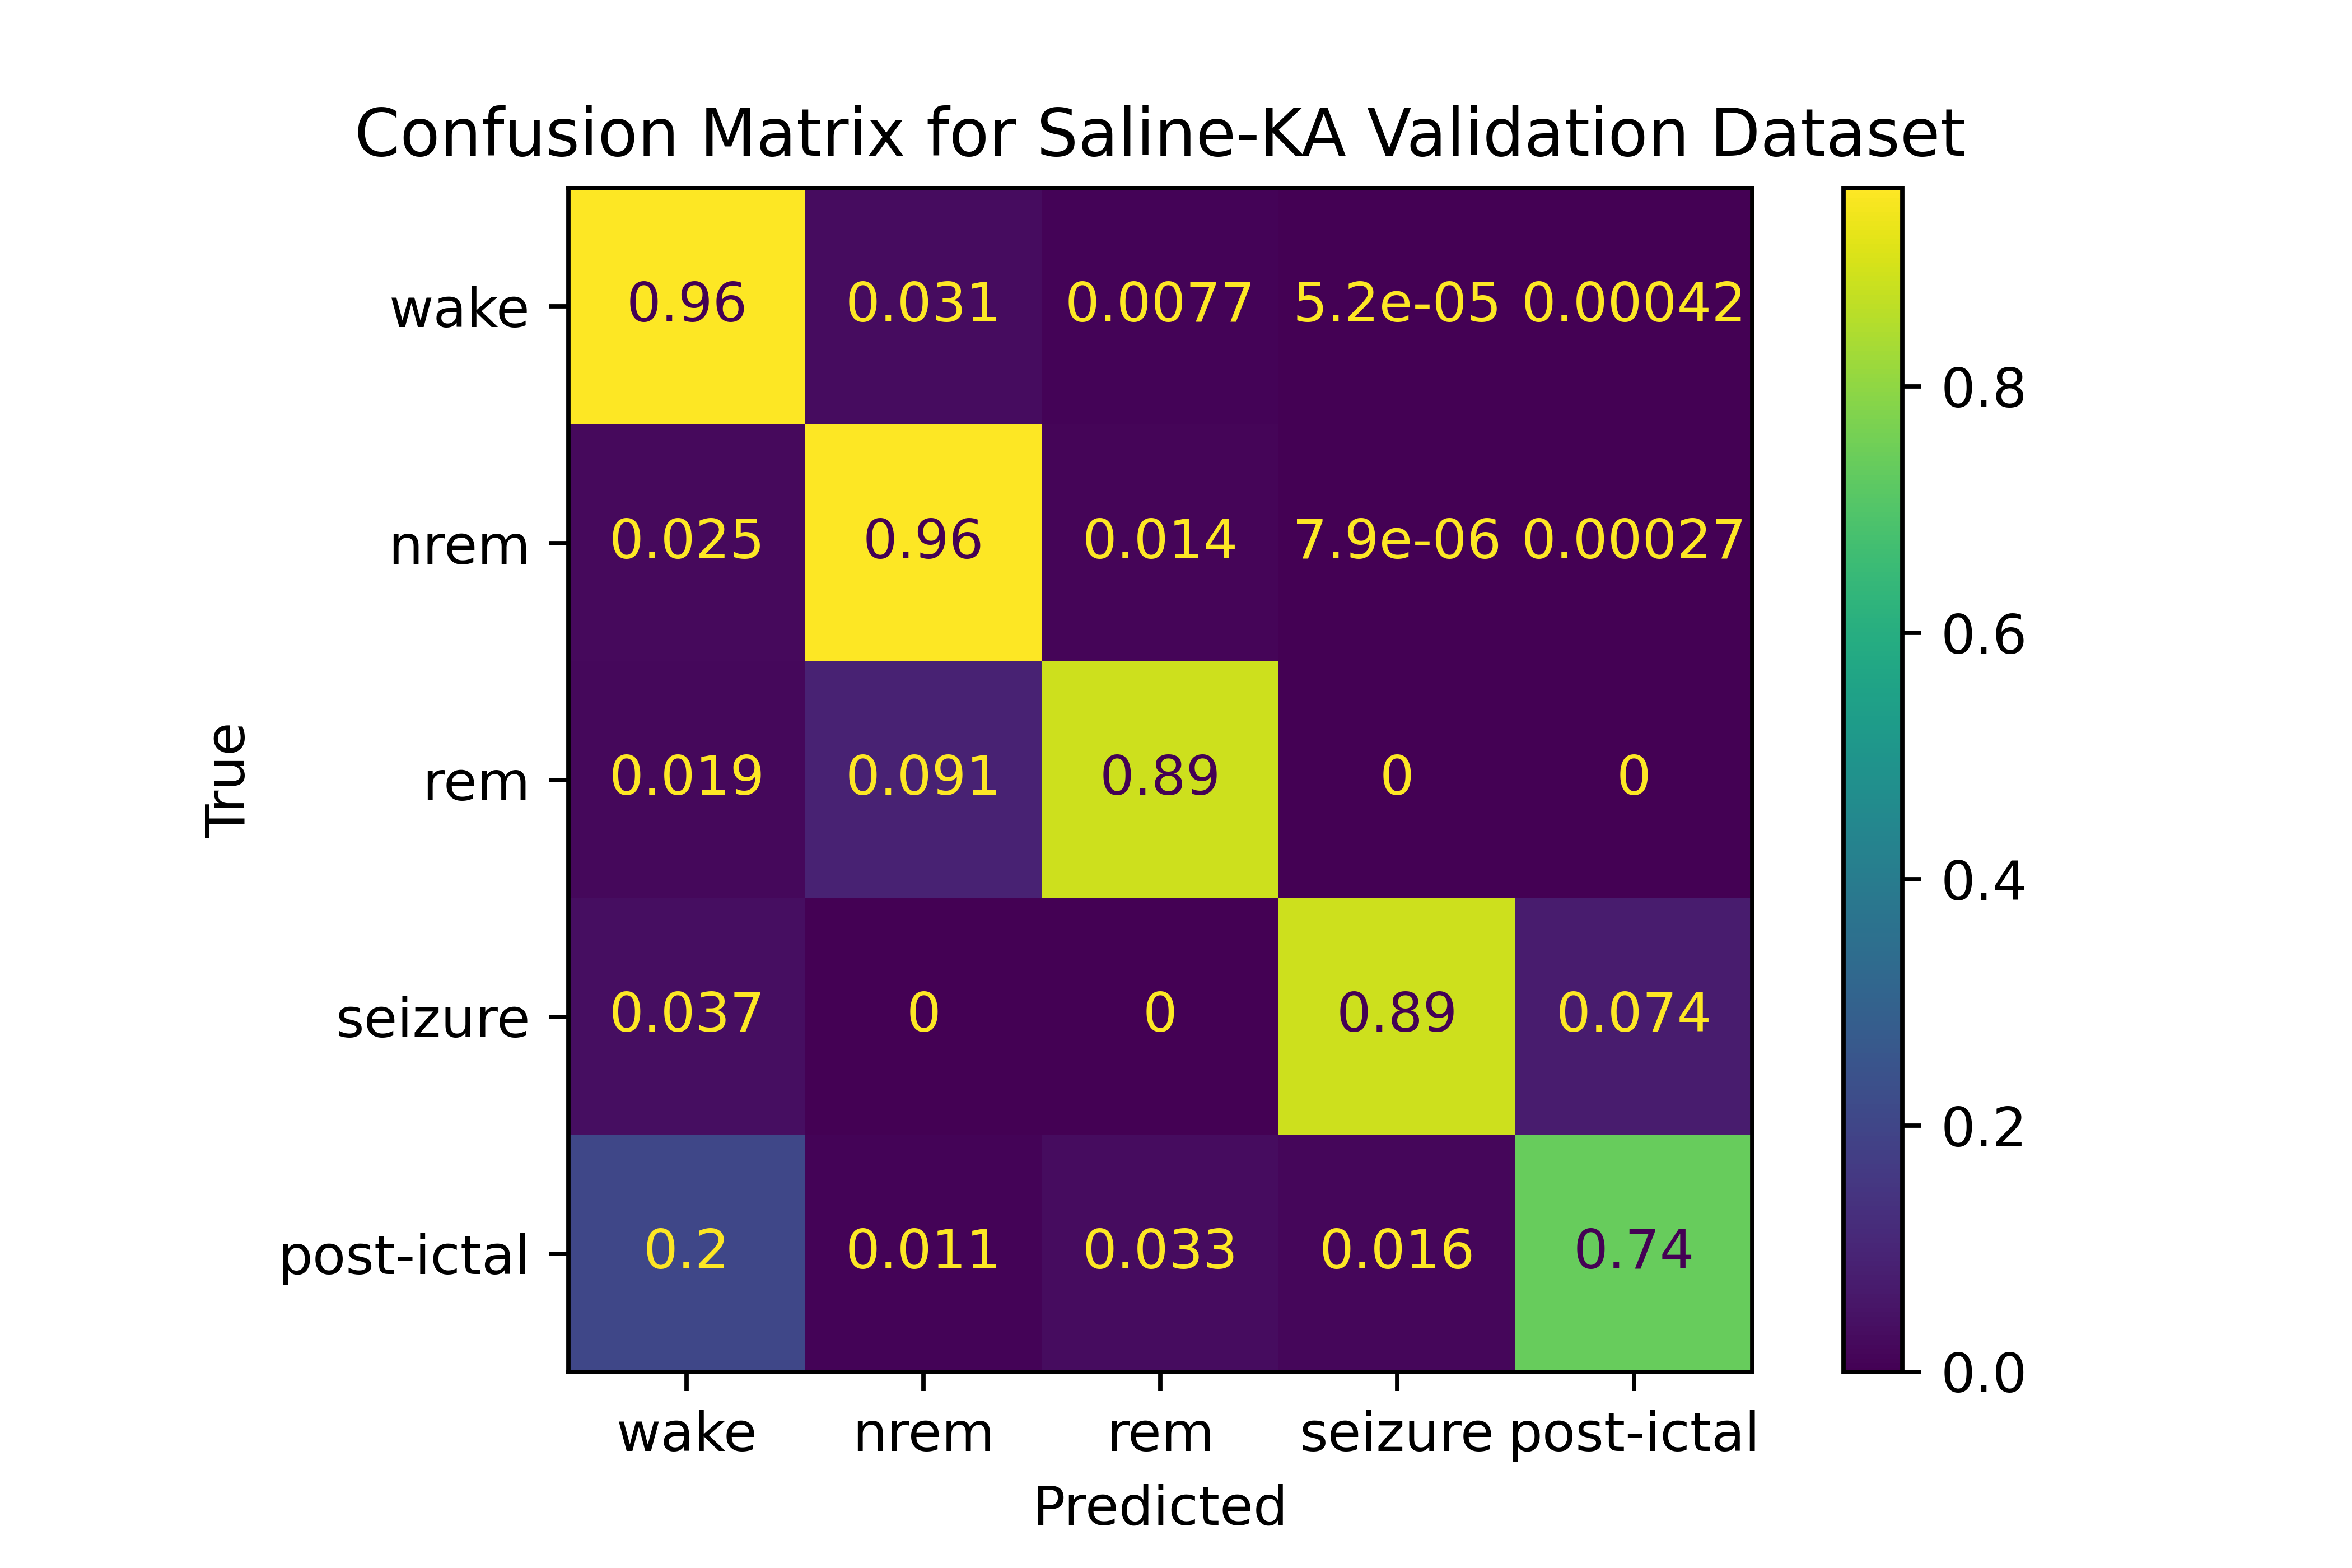 Confusion Matrix for Saline-KA Validation Dataset
wake 0.96 0.031 0.0077 5.2e-05 0.00042
nrem 0.025 0.96 0.014 7.9e-06 0.00027
rem 0.019 0.091 0.89 0 0
seizure 0.037 0 0 0.89 0.074
post-ictal 0.2 0.011 0.033 0.016 0.74
wake nrem rem seizure post-ictal
Predicted
True
0.8
0.6
0.4
0.2
0.0